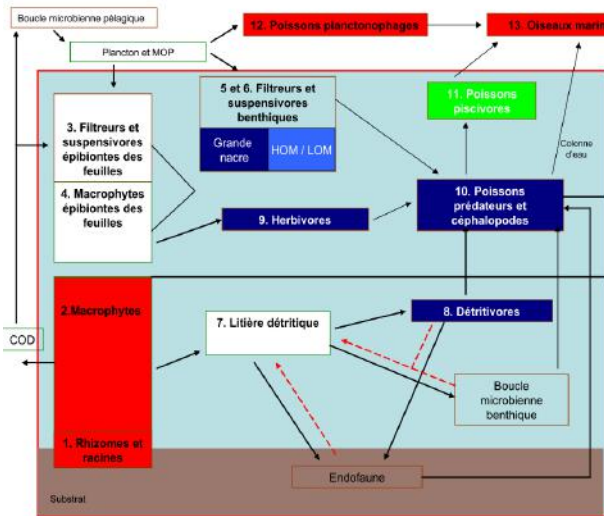 Boucle microbienne pélagique
Plancton et MOP
12. Poissons planctonophages
13. Oiseaux marin
3. Filtreurs et
suspensivores
épibiontes des
feuilles
4. Macrophytes
épibiontes des
feuilles
5 et 6. Filtreurs et
suspensivores
benthiques
Grande
nacre
HOM / LOM
11. Poissons
piscivores
Colonne
d'eau
9. Herbivores
10. Poissons
prédateurs et
céphalopodes
2.Macrophytes
7. Litière détritique
8. Détritivores
COD
Boucle
microbienne
benthique
1. Rhizomes et
racines
Endofaune
Substrat